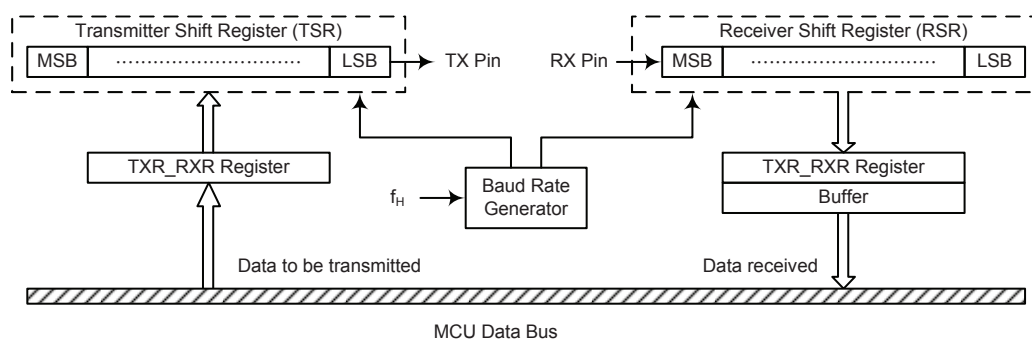 Transmitter Shift Register (TSR)
MSB ………………………… LSB
TX Pin
RX Pin
Receiver Shift Register (RSR)
MSB ………………………… LSB
TXR_RXR Register
Baud Rate
Generator
fH
TXR_RXR Register
Buffer
Data to be transmitted
Data received
MCU Data Bus